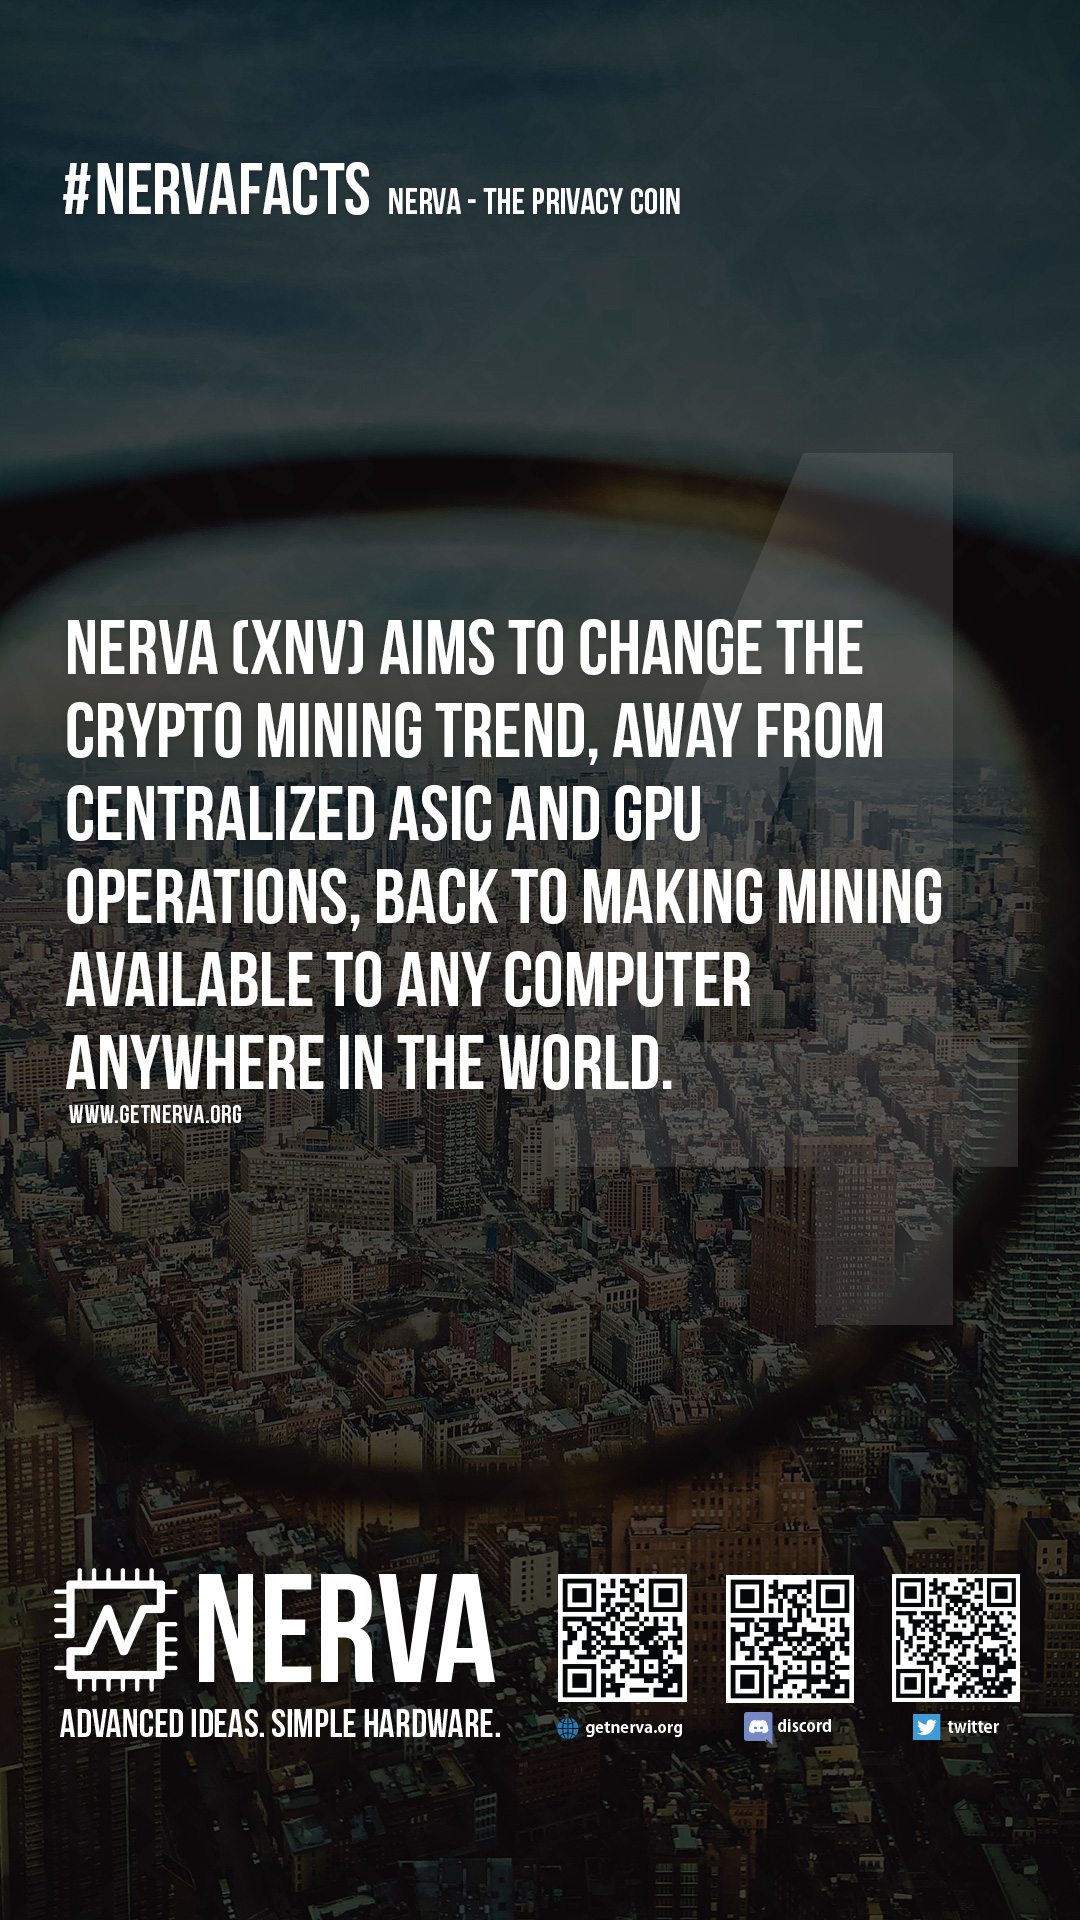 #NERVAFACTS NERVA - THE PRIVACY COIN
4
NERVA (XNV) AIMS TO CHANGE THE
CRYPTO MINING TREND, AWAY FROM
CENTRALIZED ASIC AND GPU
OPERATIONS, BACK TO MAKING MINING
AVAILABLE TO ANY COMPUTER
ANYWHERE IN THE WORLD.
WWW.GETNERVA.ORG
NERVA
ADVANCED IDEAS. SIMPLE HARDWARE.
getnerva.org
discord
twitter